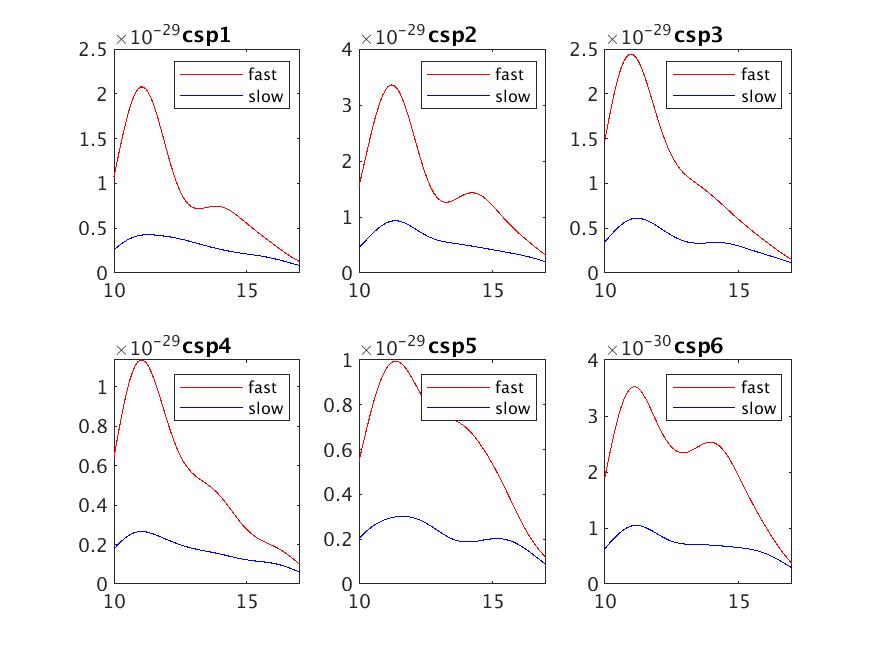 ×10⁻²⁹ csp1
2.5
2
1.5
1
0.5
0
10 15
fast
slow
×10⁻²⁹ csp2
4
3
2
1
0
10 15
fast
slow
×10⁻²⁹ csp3
2.5
2
1.5
1
0.5
0
10 15
fast
slow
×10⁻²⁹ csp4
1
0.8
0.6
0.4
0.2
0
10 15
fast
slow
×10⁻²⁹ csp5
1
0.8
0.6
0.4
0.2
0
10 15
fast
slow
×10⁻³⁰ csp6
4
3
2
1
0
10 15
fast
slow